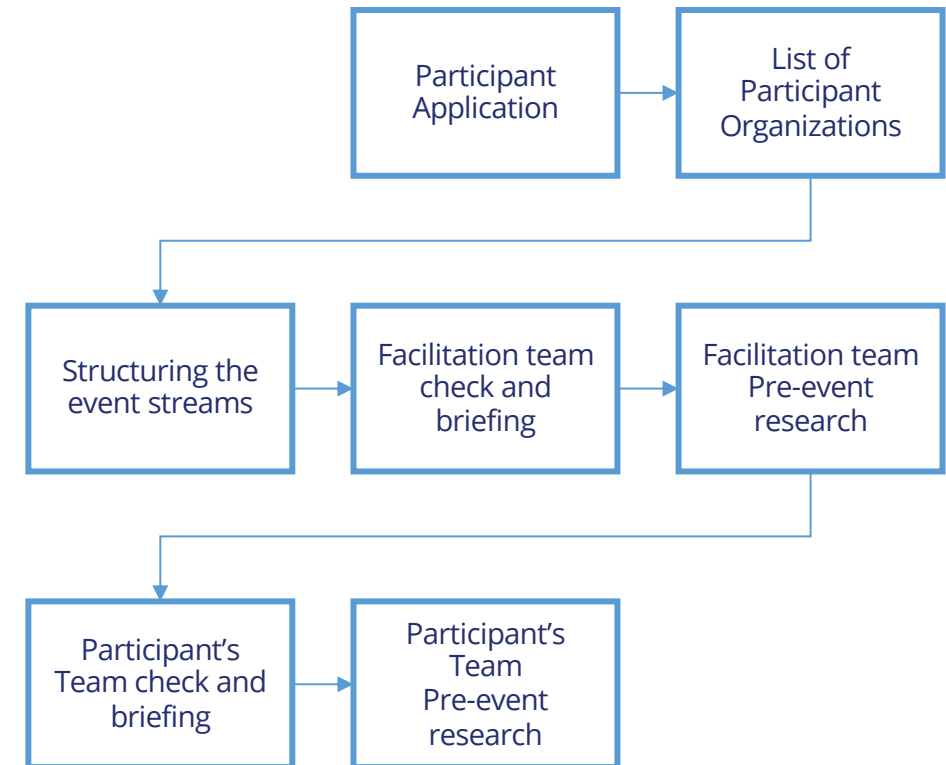 Participant
Application
List of
Participant
Organizations
Structuring the
event streams
Facilitation team
check and
briefing
Facilitation team
Pre-event
research
Participant’s
Team check and
briefing
Participant’s
Team
Pre-event
research